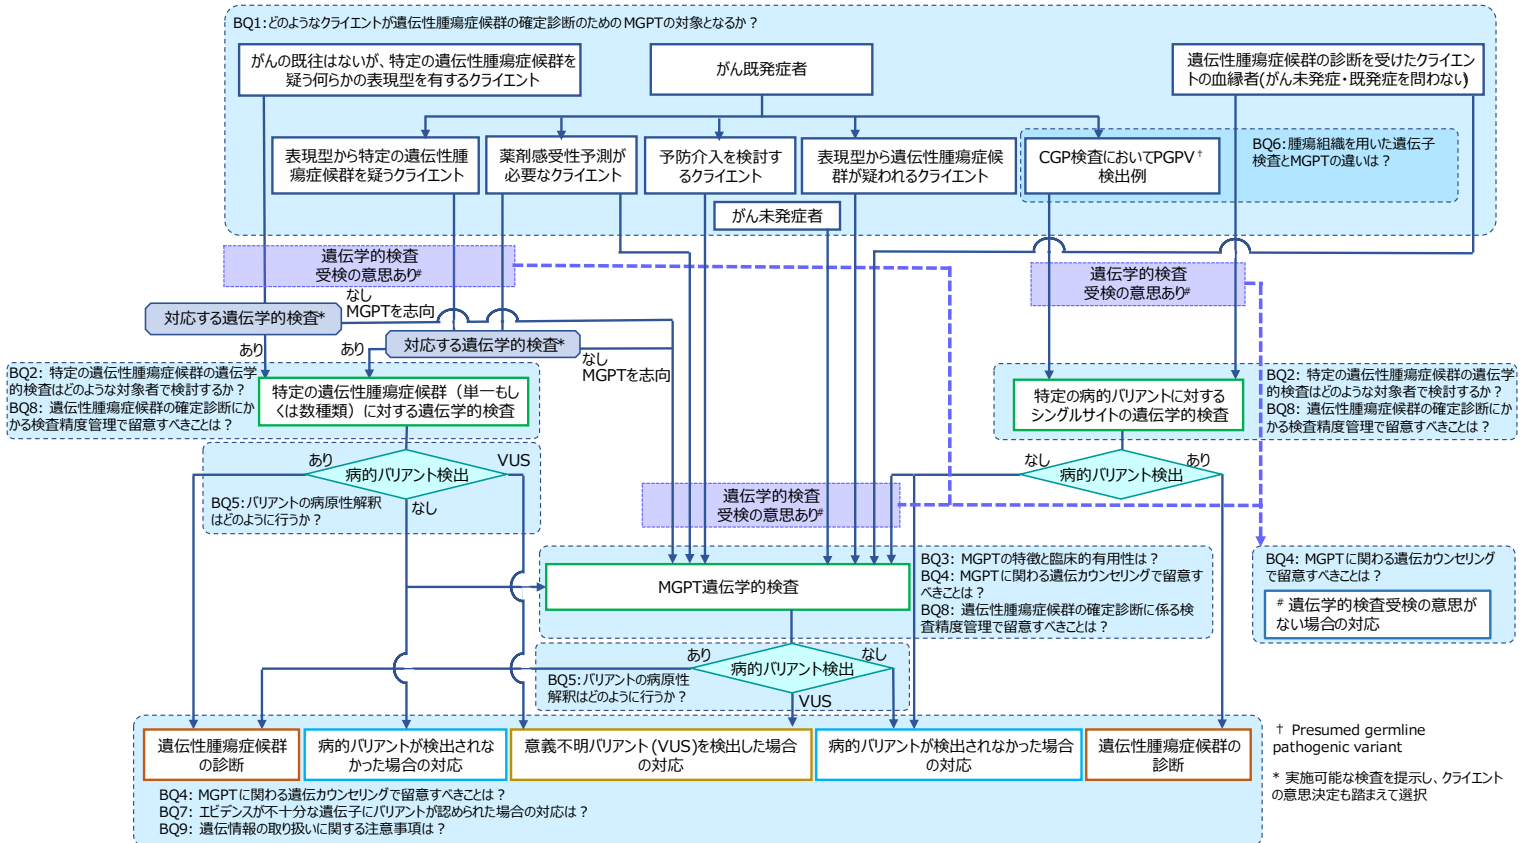 BQ1:どのようなクライエントが遺伝性腫瘍症候群の確定診断のためのMGPTの対象となるか？
がんの既往はないが、特定の遺伝性腫瘍症候群を
疑う何らかの表現型を有するクライエント
がん既発症者
遺伝性腫瘍症候群の診断を受けたクライエン
トの血縁者(がん未発症・既発症を問わない)
表現型から特定の遺伝性腫
瘍症候群を疑うクライエント
薬剤感受性予測が
必要なクライエント
予防介入を検討す
るクライエント
表現型から遺伝性腫瘍症候
群が疑われるクライエント
CGP検査においてPGPV†
検出例
BQ6:腫瘍組織を用いた遺伝子
検査とMGPTの違いは？
がん未発症者
遺伝学的検査
受検の意思あり#
遺伝学的検査
受検の意思あり#
対応する遺伝学的検査*
なし
MGPTを志向
あり
対応する遺伝学的検査*
あり
なし
MGPTを志向
BQ2: 特定の遺伝性腫瘍症候群の遺伝学
的検査はどのような対象者で検討するか？
BQ8: 遺伝性腫瘍症候群の確定診断にか
かる検査精度管理で留意すべきことは？
特定の遺伝性腫瘍症候群（単一もし
くは数種類）に対する遺伝学的検査
特定の病的バリアントに対する
シングルサイトの遺伝学的検査
BQ2: 特定の遺伝性腫瘍症候群の遺伝学
的検査はどのような対象者で検討するか？
BQ8: 遺伝性腫瘍症候群の確定診断にか
かる検査精度管理で留意すべきことは？
あり
病的バリアント検出
VUS
なし
BQ5:バリアントの病原性解釈
はどのように行うか？
なし
病的バリアント検出
あり
遺伝学的検査
受検の意思あり#
MGPT遺伝学的検査
BQ3: MGPTの特徴と臨床的有用性は？
BQ4: MGPTに関わる遺伝カウンセリングで留意す
べきことは？
BQ8: 遺伝性腫瘍症候群の確定診断に係る検
査精度管理で留意すべきことは？
BQ4: MGPTに関わる遺伝カウンセリング
で留意すべきことは？
# 遺伝学的検査受検の意思が
ない場合の対応
あり
病的バリアント検出
なし
VUS
BQ5:バリアントの病原性
解釈はどのように行うか？
遺伝性腫瘍症候群
の診断
病的バリアントが検出されな
かった場合の対応
意義不明バリアント(VUS)を検出した場合
の対応
病的バリアントが検出されなかった場合
の対応
遺伝性腫瘍症候群の
診断
BQ4: MGPTに関わる遺伝カウンセリングで留意すべきことは？
BQ7: エビデンスが不十分な遺伝子にバリアントが認められた場合の対応は？
BQ9: 遺伝情報の取り扱いに関する注意事項は？
† Presumed germline
pathogenic variant
* 実施可能な検査を提示し、クライエント
の意思決定も踏まえて選択